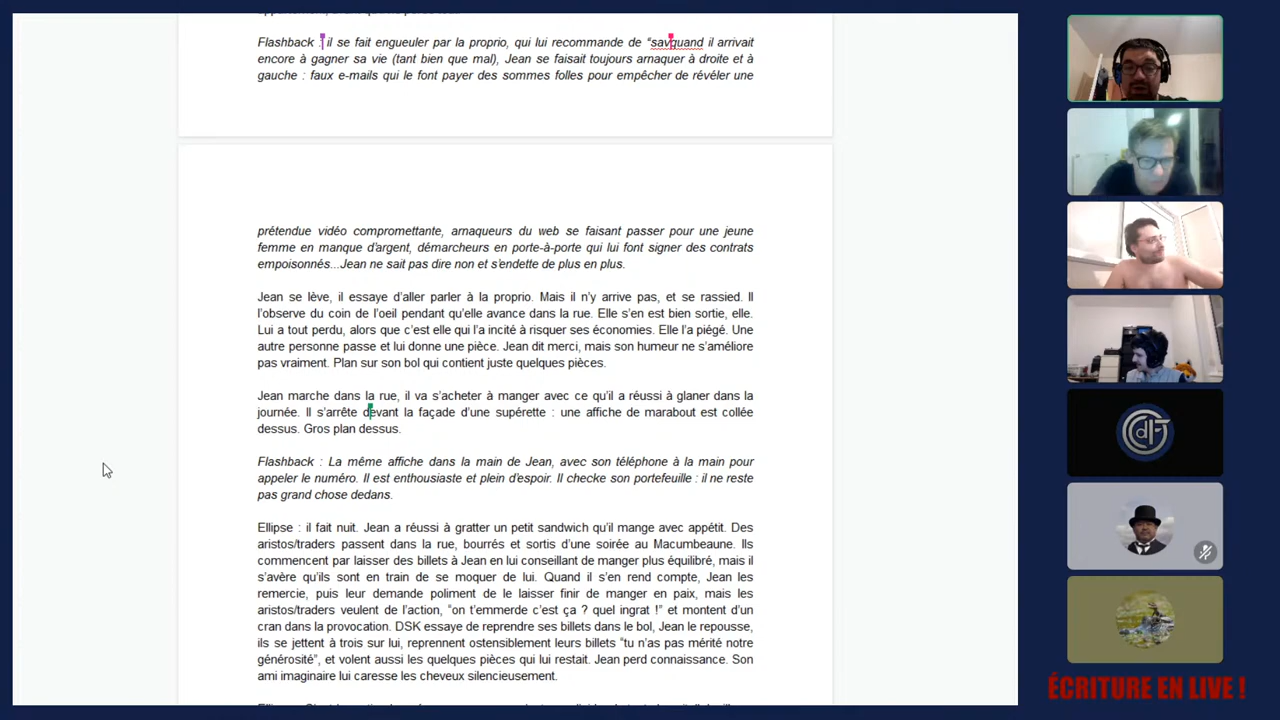 Flashback : il se fait engueuler par la proprio, qui lui recommande de “savquand il arrivait
encore à gagner sa vie (tant bien que mal), Jean se faisait toujours arnaquer à droite et à
gauche : faux e-mails qui le font payer des sommes folles pour empêcher de révéler une
prétendue vidéo compromettante, arnaqueurs du web se faisant passer pour une jeune
femme en manque d’argent, démarcheurs en porte-à-porte qui lui font signer des contrats
empoisonnés...Jean ne sait pas dire non et s’endette de plus en plus.
Jean se lève, il essaye d’aller parler à la proprio. Mais il n’y arrive pas, et se rassied. Il
l’observe du coin de l’oeil pendant qu’elle avance dans la rue. Elle s’en est bien sortie, elle.
Lui a tout perdu, alors que c’est elle qui l’a incité à risquer ses économies. Elle l’a piégé. Une
autre personne passe et lui donne une pièce. Jean dit merci, mais son humeur ne s’améliore
pas vraiment. Plan sur son bol qui contient juste quelques pièces.
Jean marche dans la rue, il va s’acheter à manger avec ce qu’il a réussi à glaner dans la
journée. Il s’arrête devant la façade d’une supérette : une affiche de marabout est collée
dessus. Gros plan dessus.
Flashback : La même affiche dans la main de Jean, avec son téléphone à la main pour
appeler le numéro. Il est enthousiaste et plein d’espoir. Il checke son portefeuille : il ne reste
pas grand chose dedans.
Ellipse : il fait nuit. Jean a réussi à gratter un petit sandwich qu’il mange avec appétit. Des
aristos/traders passent dans la rue, bourrés et sortis d’une soirée au Macumbeaune. Ils
commencent par laisser des billets à Jean en lui conseillant de manger plus équilibré, mais il
s’avère qu’ils sont en train de se moquer de lui. Quand il s’en rend compte, Jean les
remercie, puis leur demande poliment de le laisser finir de manger en paix, mais les
aristos/traders veulent de l’action, “on t’emmerde c’est ça ? quel ingrat !” et montent d’un
cran dans la provocation. DSK essaye de reprendre ses billets dans le bol, Jean le repousse,
ils se jettent à trois sur lui, reprennent ostensiblement leurs billets “tu n’as pas mérité notre
générosité”, et volent aussi les quelques pièces qui lui restait. Jean perd connaissance. Son
ami imaginaire lui caresse les cheveux silencieusement.
ÉCRITURE EN LIVE !